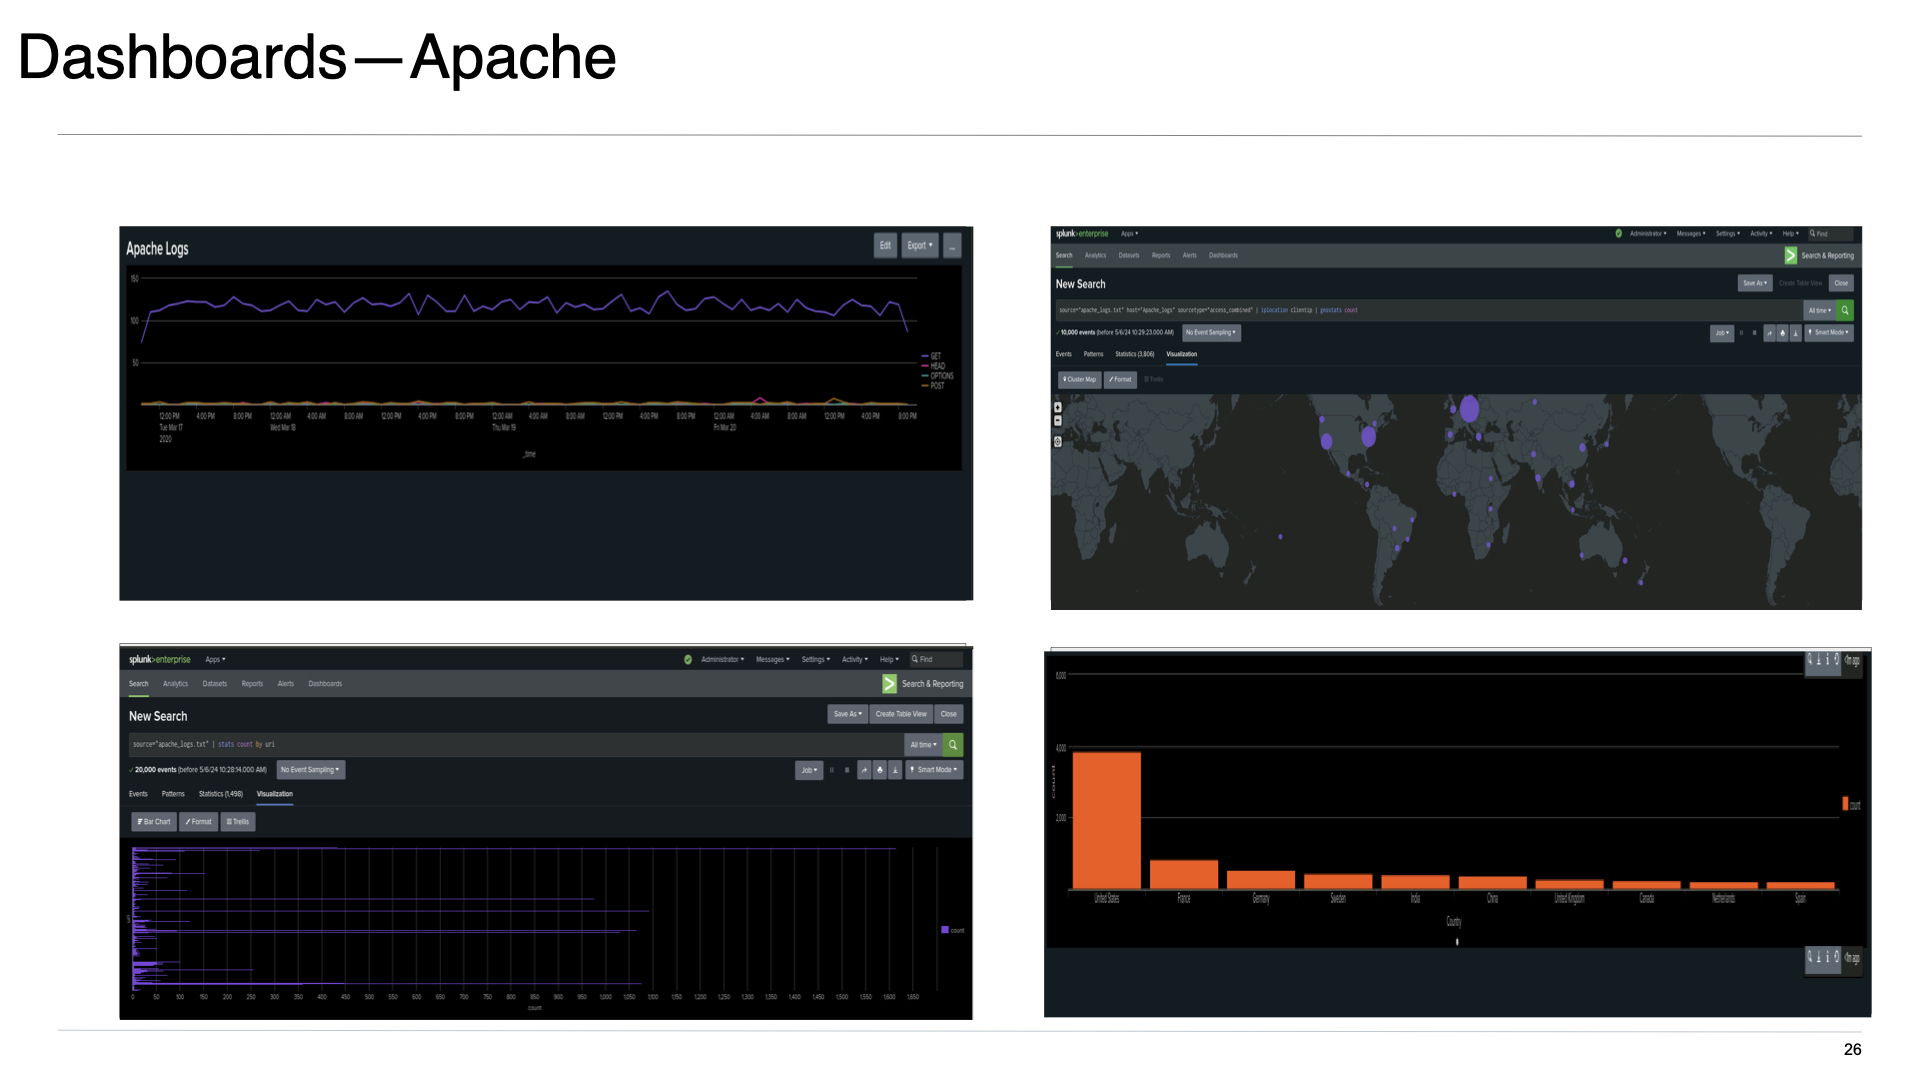 Dashboards—Apache
Apache Logs
Edit
Export ▾
...
150
100
50
GET
HEAD
OPTIONS
POST
12:00 PM 4:00 PM 8:00 PM 12:00 AM 4:00 AM 8:00 AM 12:00 PM 4:00 PM 8:00 PM 12:00 AM 4:00 AM 8:00 AM 12:00 PM 4:00 PM 8:00 PM 12:00 AM 4:00 AM 8:00 AM 12:00 PM 4:00 PM 8:00 PM
Tue Mar 17 Wed Mar 18 Thu Mar 19 Fri Mar 20
2020
_time
splunk>enterprise Apps ▾ Administrator ▾ Messages ▾ Settings ▾ Activity ▾ Help ▾ Find
Search Analytics Datasets Reports Alerts Dashboards Search & Reporting
New Search Save As ▾ Create Table View Close
source="apache_logs.txt" host="Apache_logs" sourcetype="access_combined" | iplocation clientip | geostats count All time ▾
✓ 10,000 events (before 5/6/24 10:29:23.000 AM) No Event Sampling ▾ Job ▾ Smart Mode ▾
Events Patterns Statistics (3,806) Visualization
Cluster Map Format Trellis
splunk>enterprise Apps ▾ Administrator ▾ Messages ▾ Settings ▾ Activity ▾ Help ▾ Find
Search Analytics Datasets Reports Alerts Dashboards Search & Reporting
New Search Save As ▾ Create Table View Close
source="apache_logs.txt" | stats count by uri All time ▾
✓ 20,000 events (before 5/6/24 10:28:14.000 AM) No Event Sampling ▾ Job ▾ Smart Mode ▾
Events Patterns Statistics (1,498) Visualization
Bar Chart Format Trellis
count
0 50 100 150 200 250 300 350 400 450 500 550 600 650 700 750 800 850 900 950 1,000 1,050 1,100 1,150 1,200 1,250 1,300 1,350 1,400 1,450 1,500 1,550 1,600 1,650
count
<1m ago
6,000
4,000
2,000
count
count
United States France Germany Sweden India China United Kingdom Canada Netherlands Spain
Country
<1m ago
26